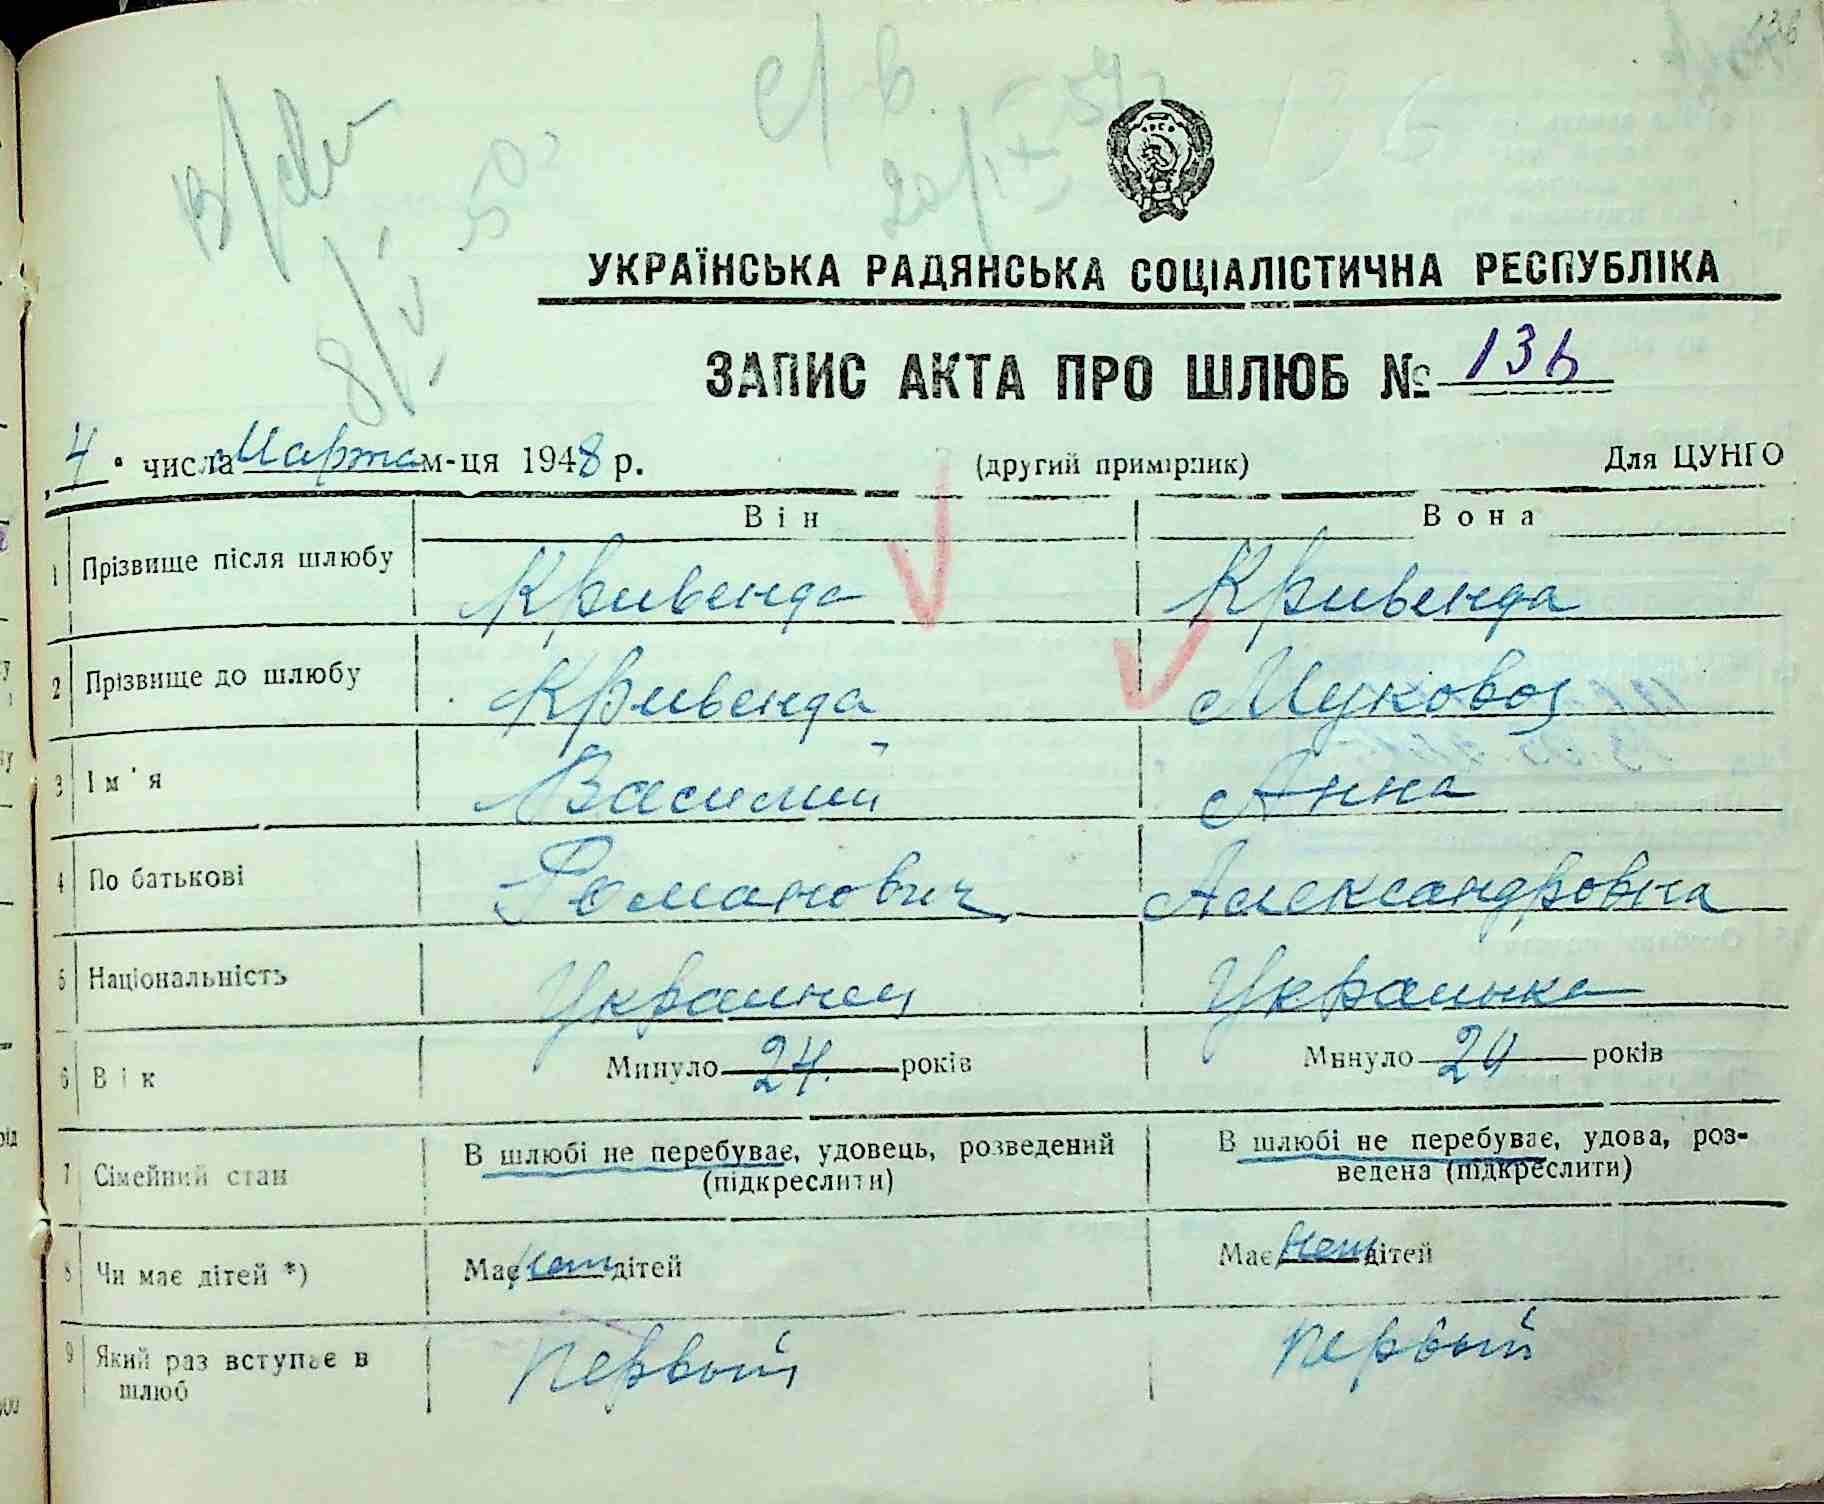 136
УКРАЇНСЬКА РАДЯНСЬКА СОЦІАЛІСТИЧНА РЕСПУБЛІКА
ЗАПИС АКТА ПРО ШЛЮБ № 136
4 числа Марта м-ця 1948 р. (другий примірник) Для ЦУНГО
Він Вона
1 Прізвище після шлюбу Кривенда Кривенда
2 Прізвище до шлюбу Кривенда Муковоз
3 Ім'я Василий Анна
4 По батькові Романович Александровна
5 Національність Украинец Украинка
6 Вік Минуло 24. років Минуло 20 років
7 Сімейний стан В шлюбі не перебуває, удовець, розведений (підкреслити) В шлюбі не перебуває, удова, роз-
ведена (підкреслити)
8 Чи має дітей *) Має нет дітей Має нет дітей
9 Який раз вступає в шлюб первый первый